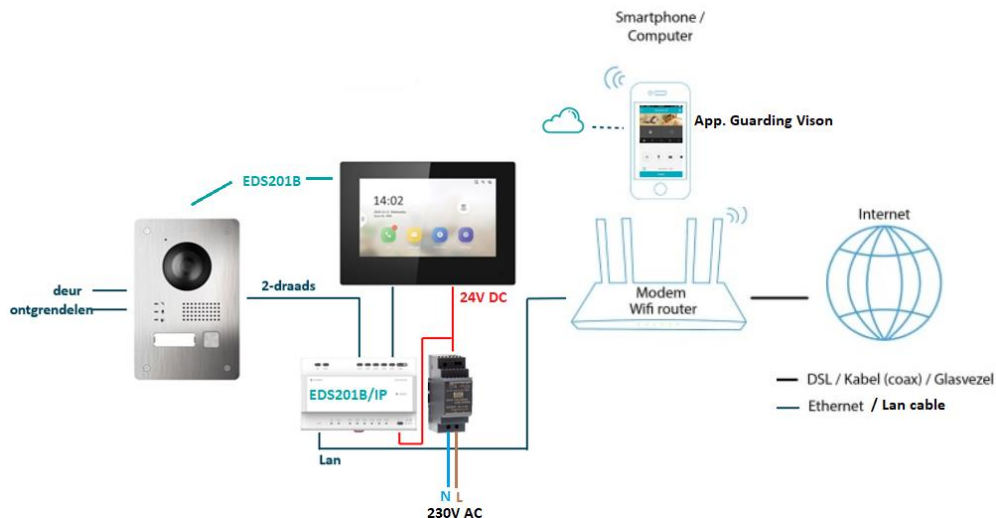 Smartphone /
Computer
App. Guarding Vison
EDS201B
14:02
Internet
deur
ontgrendelen
2-draads
24V DC
Modem
Wifi router
EDS201B/IP
DSL / Kabel (coax) / Glasvezel
Ethernet / Lan cable
Lan
N L
230V AC